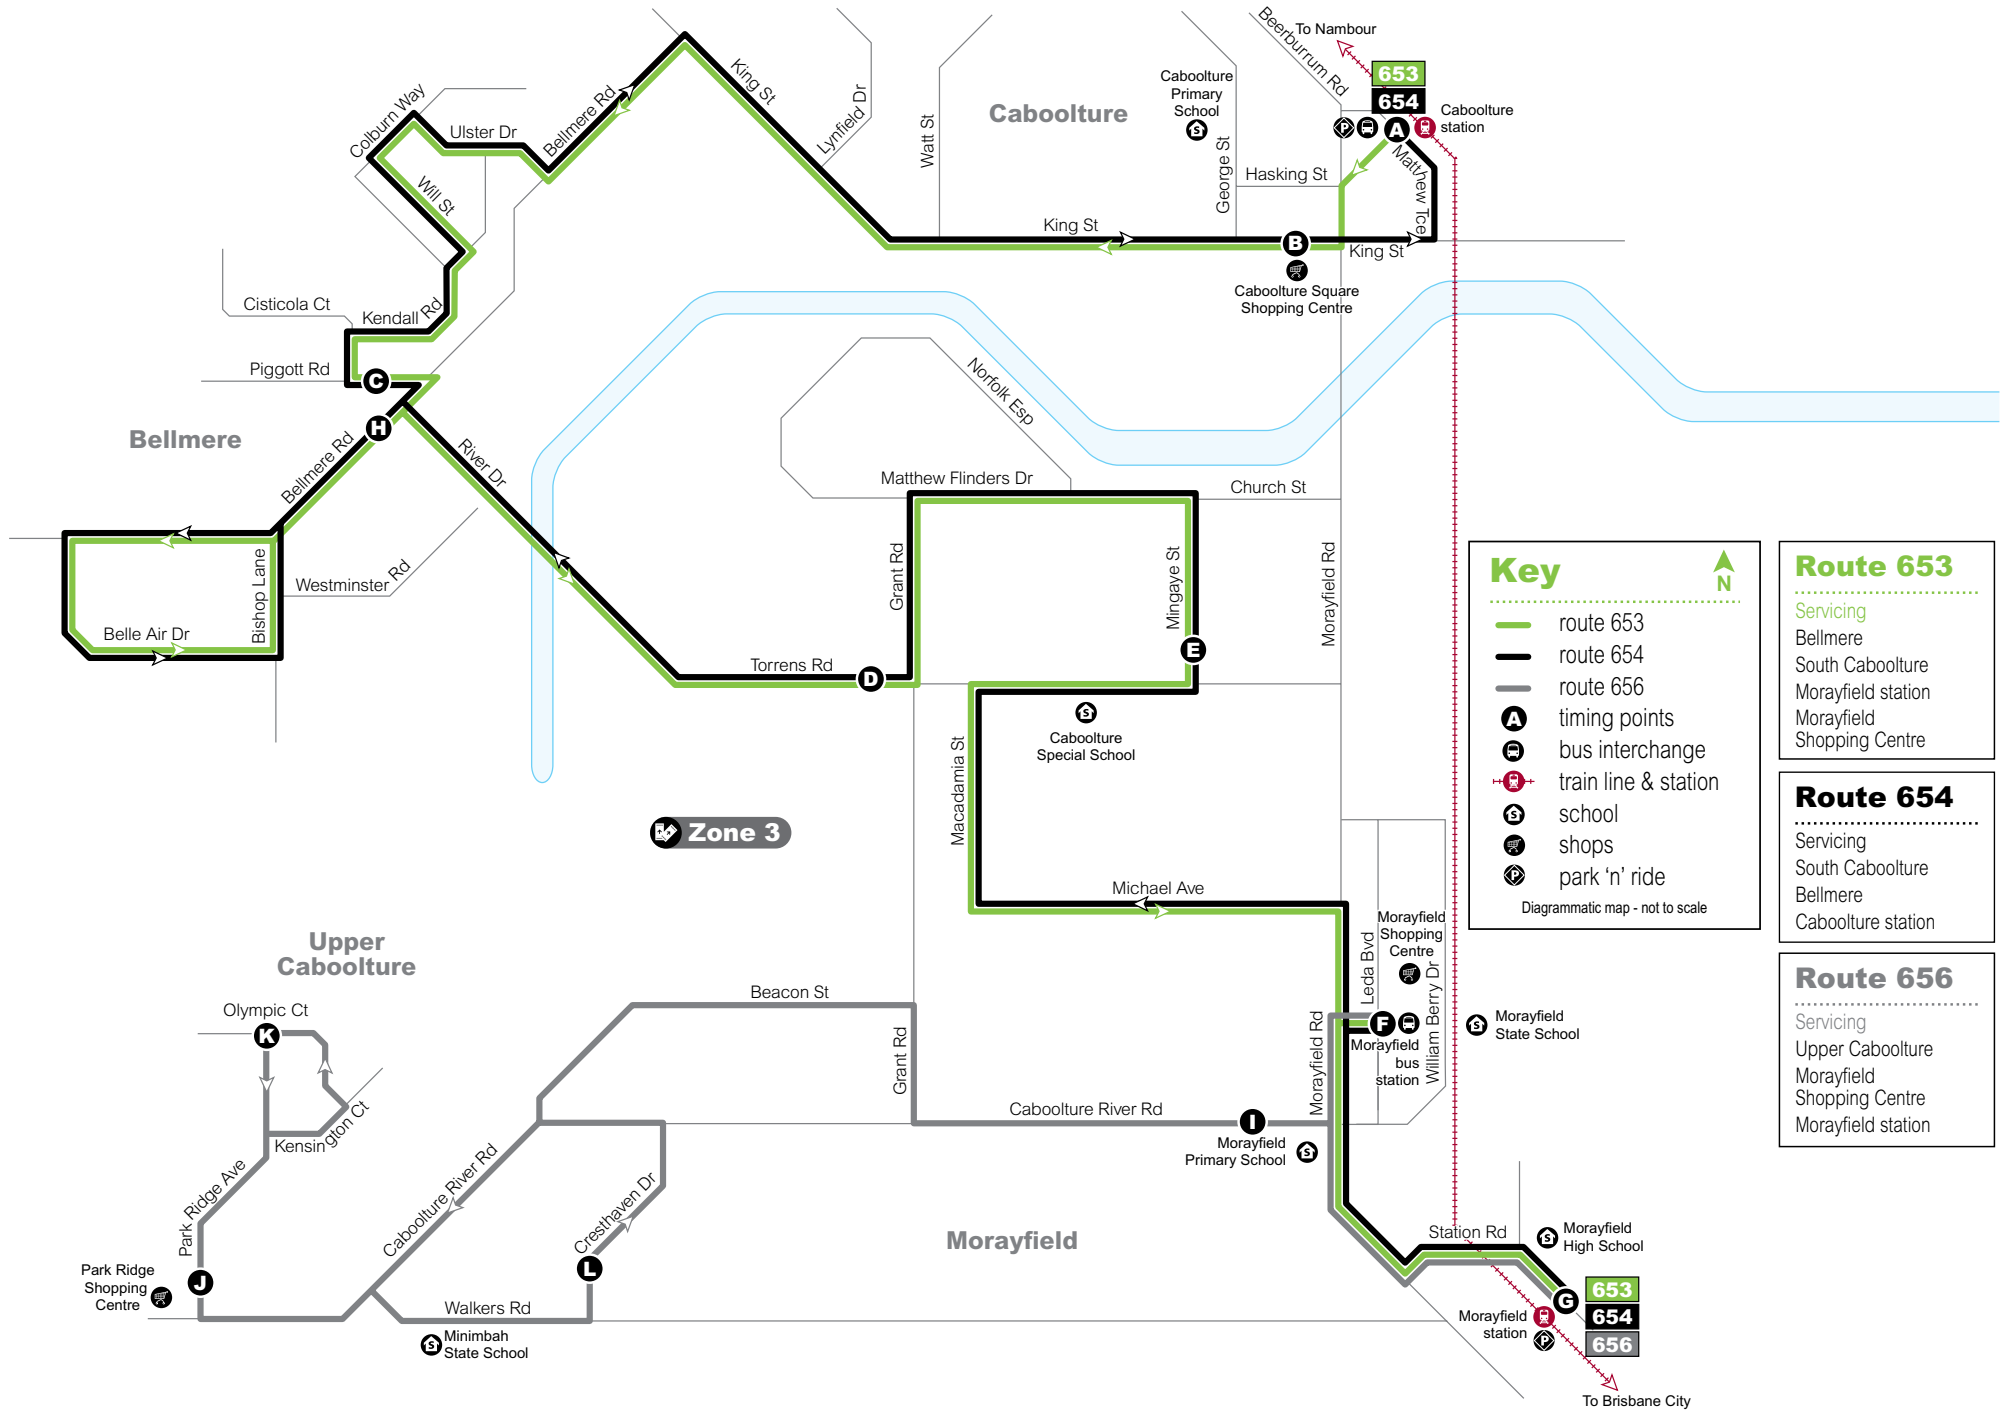 To Nambour
Beerburrum Rd
653
654
Caboolture
station
A
Matthew Tce
Caboolture
Primary
School
Caboolture
King St
Lynfield Dr
Watt St
George St
Hasking St
King St
B
King St
Caboolture Square
Shopping Centre
Colburn Way
Ulster Dr
Bellmere Rd
Will St
Cisticola Ct
Kendall Rd
Piggott Rd
C
H
Bellmere
Bellmere Rd
River Dr
Norfolk Esp
Matthew Flinders Dr
Church St
Bishop Lane
Westminster Rd
Belle Air Dr
Grant Rd
Mingaye St
Morayfield Rd
Torrens Rd
D
E
Caboolture
Special School
Macadamia St
Zone 3
Michael Ave
Morayfield
Shopping
Centre
Leda Bvd
William Berry Dr
F
Morayfield
bus
station
Morayfield
State School
Upper
Caboolture
Beacon St
Olympic Ct
K
Kensington Ct
Grant Rd
Morayfield Rd
Caboolture River Rd
I
Morayfield
Primary School
Park Ridge Ave
Caboolture River Rd
Cresthaven Dr
L
J
Park Ridge
Shopping
Centre
Walkers Rd
Minimbah
State School
Morayfield
Station Rd
Morayfield
High School
G
653
654
656
Morayfield
station
To Brisbane City
Key
N
route 653
route 654
route 656
A timing points
bus interchange
train line & station
school
shops
park ‘n’ ride
Diagrammatic map - not to scale
Route 653
Servicing
Bellmere
South Caboolture
Morayfield station
Morayfield
Shopping Centre
Route 654
Servicing
South Caboolture
Bellmere
Caboolture station
Route 656
Servicing
Upper Caboolture
Morayfield
Shopping Centre
Morayfield station